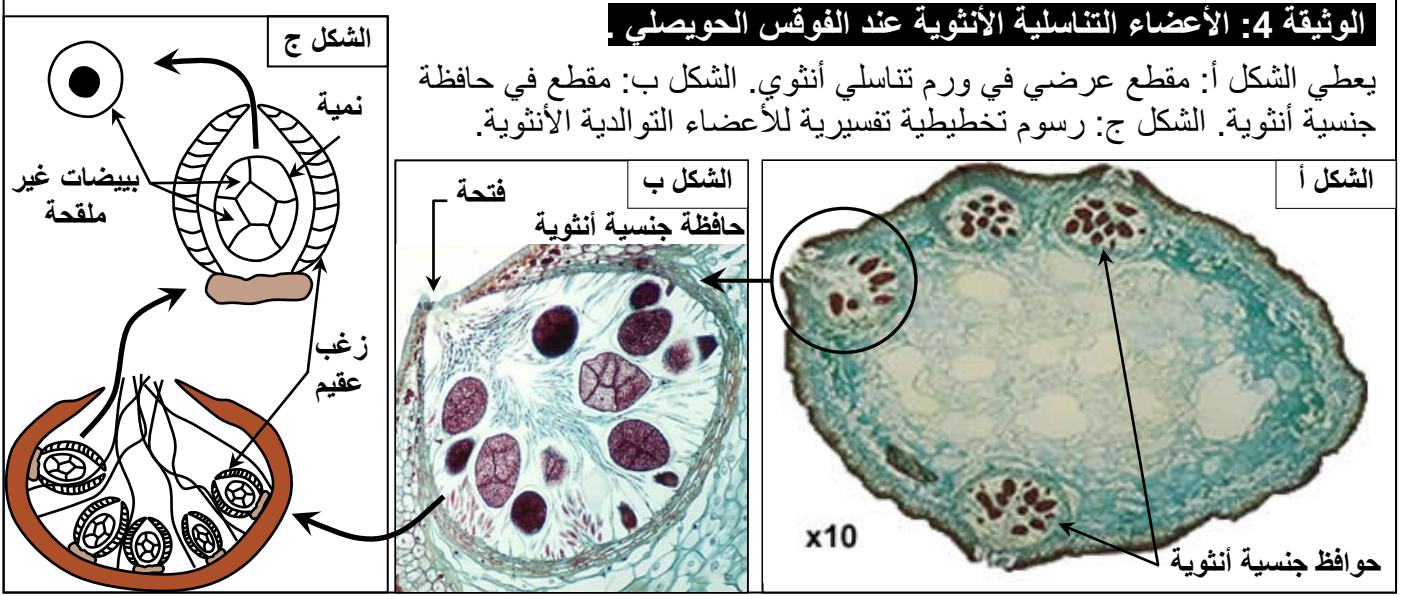 الوثيقة 4: الأعضاء التناسلية الأنثوية عند الفوقس الحويصلي .
يعطي الشكل أ: مقطع عرضي في ورم تناسلي أنثوي. الشكل ب: مقطع في حافظة
جنسية أنثوية. الشكل ج: رسوم تخطيطية تفسيرية للأعضاء التوالدية الأنثوية.
الشكل أ
حوافظ جنسية أنثوية
x10
الشكل ب
فتحة
حافظة جنسية أنثوية
الشكل ج
نمية
بييضات غير
ملقحة
زغب
عقيم